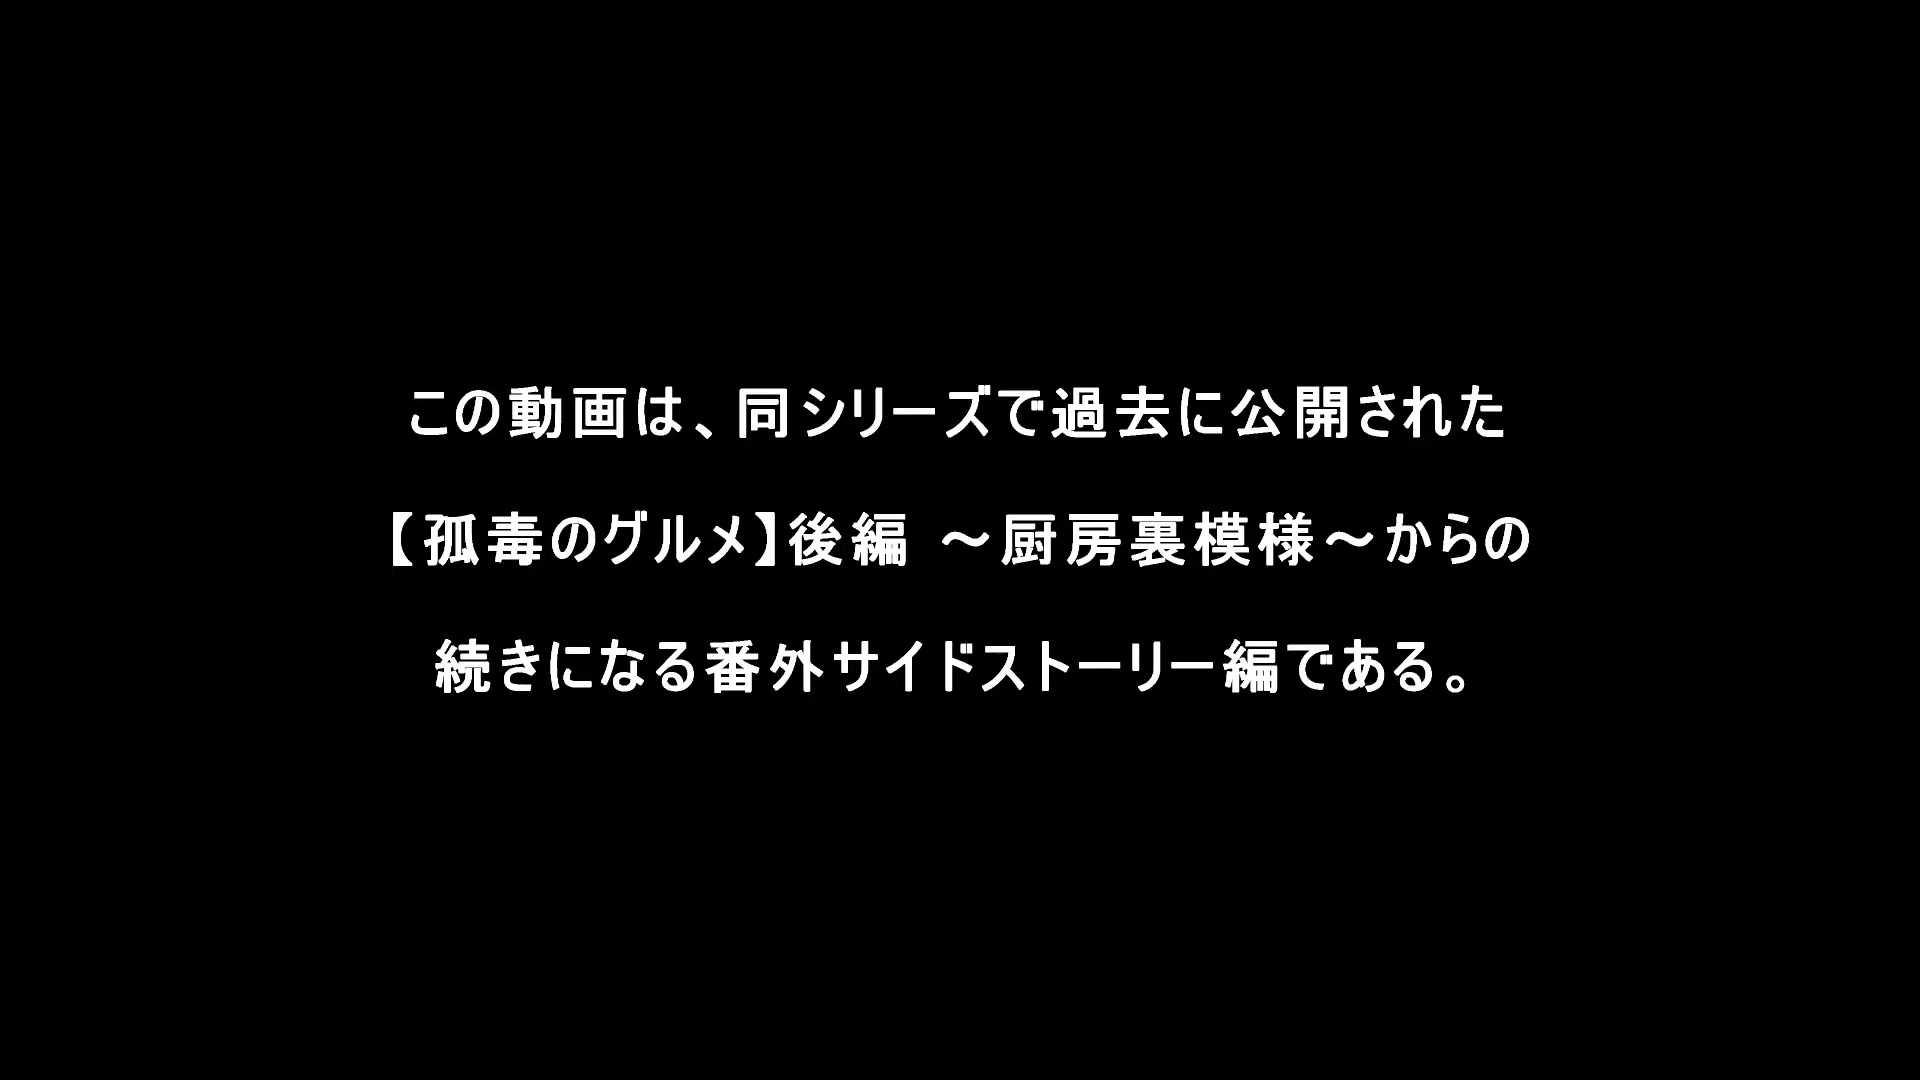 この動画は、同シリーズで過去に公開された
【孤毒のグルメ】後編 ～厨房裏模様～からの
続きになる番外サイドストーリー編である。